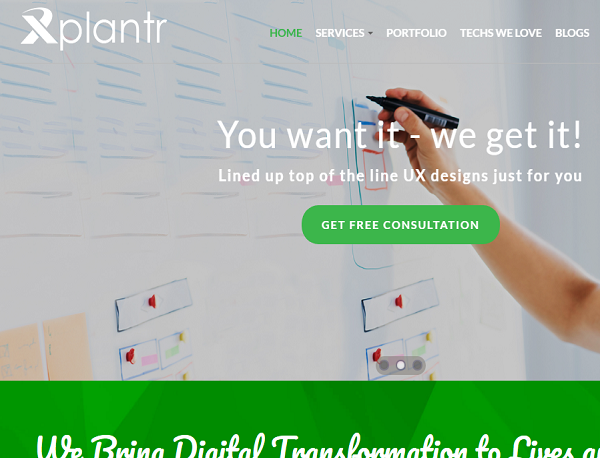 Xplantr
HOME SERVICES PORTFOLIO TECHS WE LOVE BLOGS
You want it - we get it!
Lined up top of the line UX designs just for you
GET FREE CONSULTATION
We Bring Digital Transformation to Lives